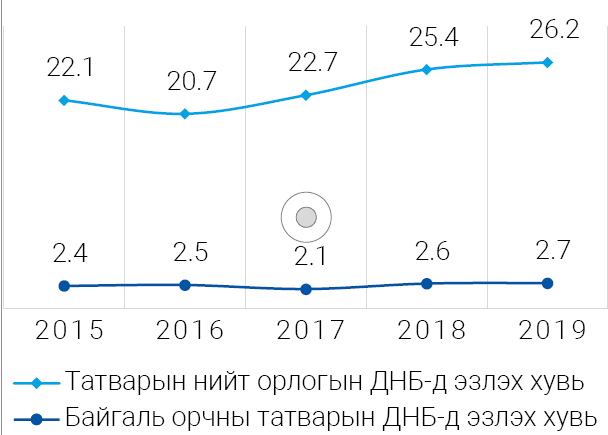 22.1 20.7 22.7 25.4 26.2
2.4 2.5 2.1 2.6 2.7
2015 2016 2017 2018 2019
Татварын нийт орлогын ДНБ-д эзлэх хувь
Байгаль орчны татварын ДНБ-д эзлэх хувь